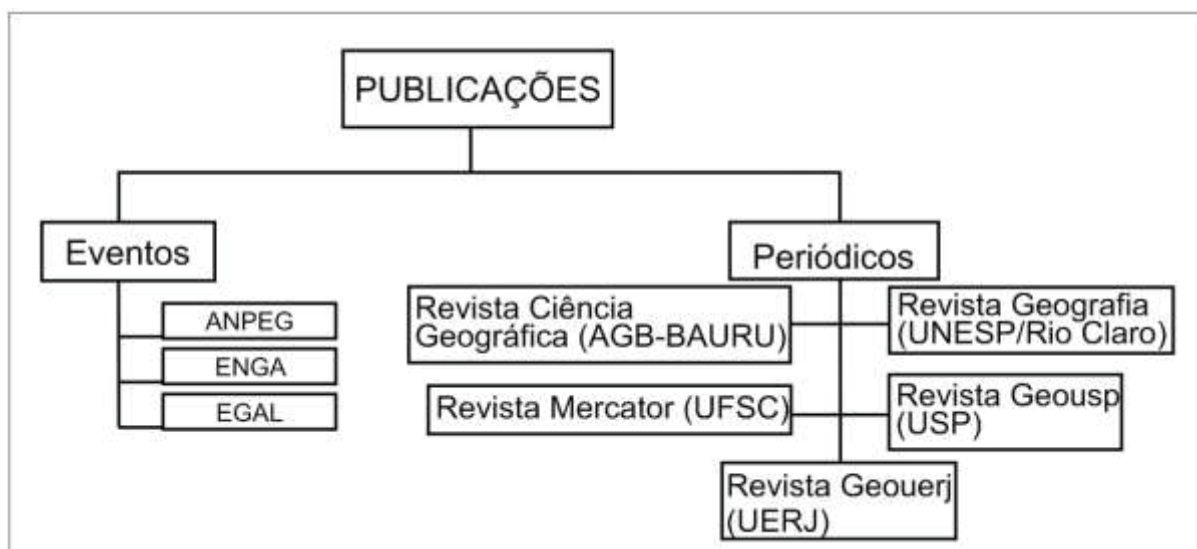 PUBLICAÇÕES
Eventos
ANPEG
ENGA
EGAL
Periódicos
Revista Ciência
Geográfica (AGB-BAURU)
Revista Geografia
(UNESP/Rio Claro)
Revista Mercator (UFSC)
Revista Geousp
(USP)
Revista Geouerj
(UERJ)